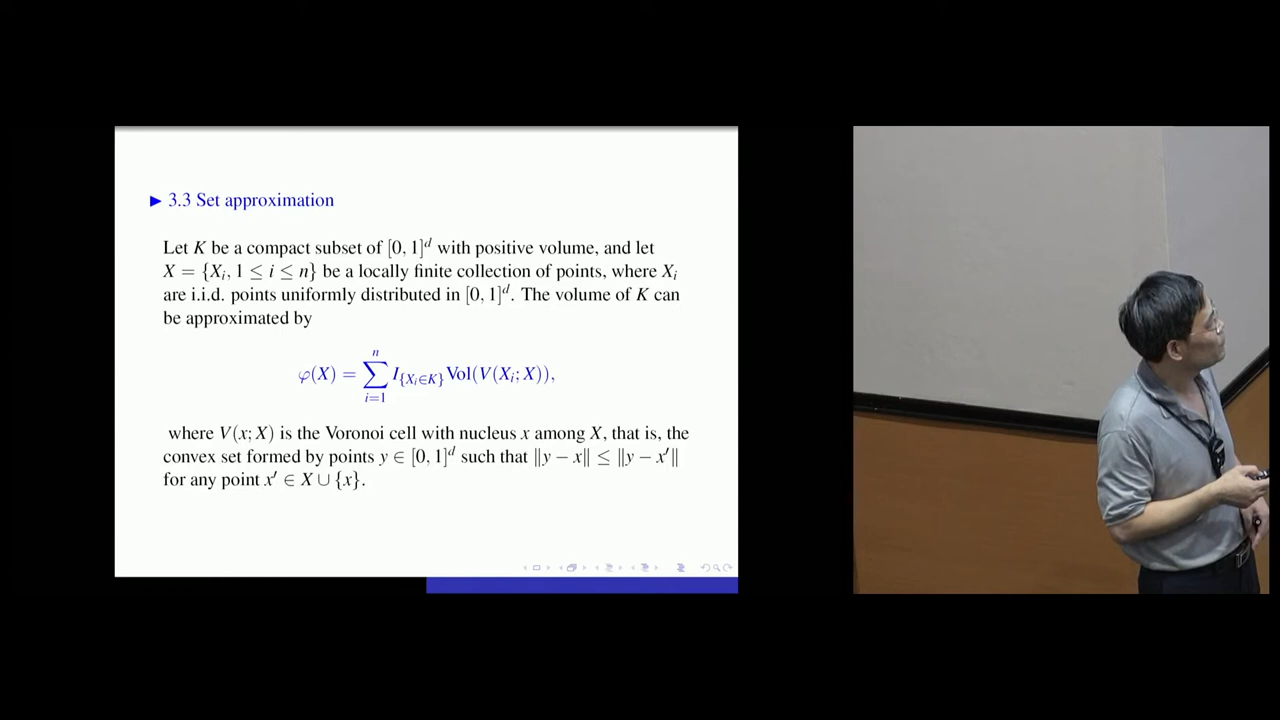 ▶ 3.3 Set approximation
Let K be a compact subset of [0, 1]^d with positive volume, and let
X = {X_i, 1 ≤ i ≤ n} be a locally finite collection of points, where X_i
are i.i.d. points uniformly distributed in [0, 1]^d. The volume of K can
be approximated by
φ(X) = ∑_{i=1}^{n} I_{{X_i∈K}} Vol(V(X_i; X)),
where V(x; X) is the Voronoi cell with nucleus x among X, that is, the
convex set formed by points y ∈ [0, 1]^d such that ‖y − x‖ ≤ ‖y − x′‖
for any point x′ ∈ X ∪ {x}.